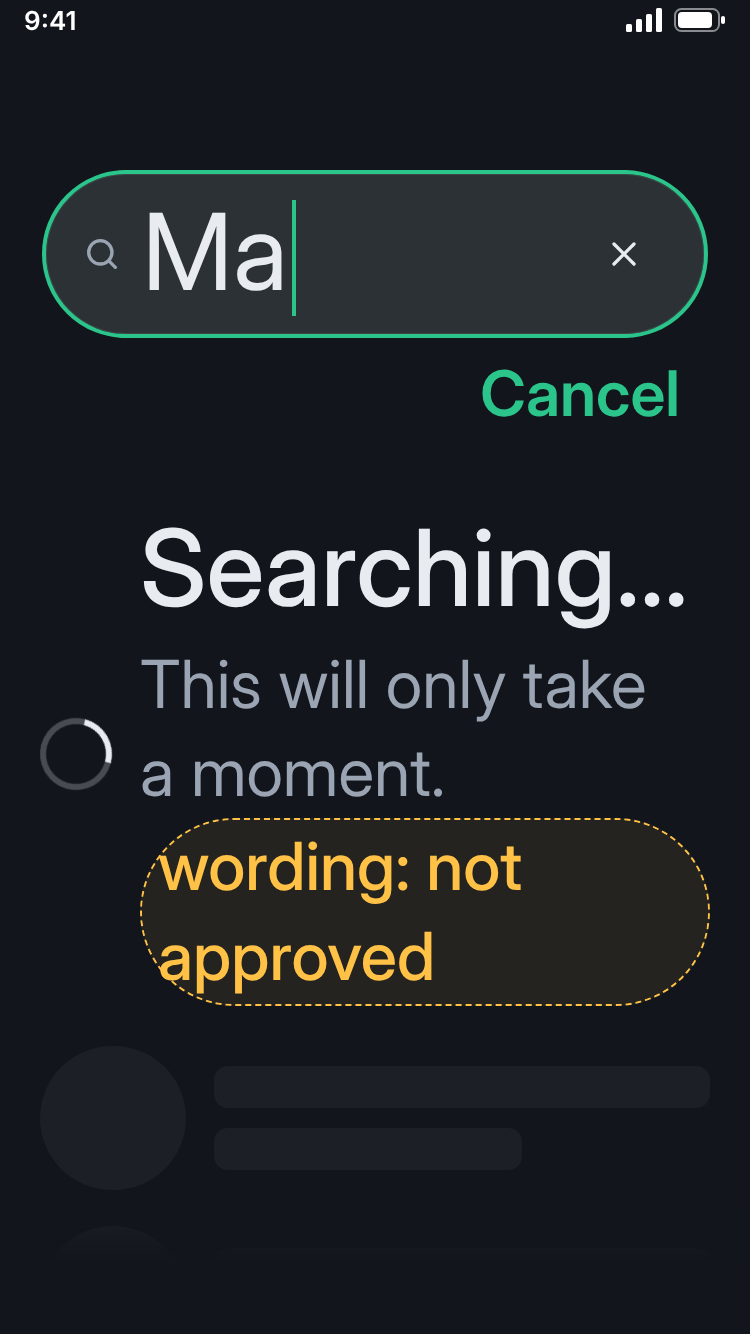 9:41
Ma
Cancel
Searching...
This will only take
a moment.
wording: not
approved